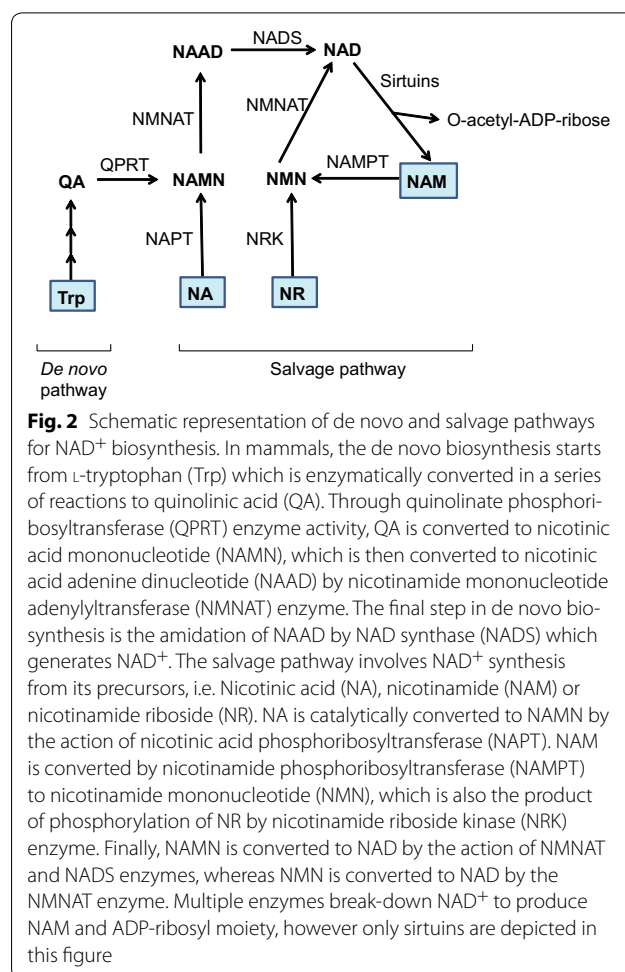 NAAD
NADS
NAD
Sirtuins
NMNAT
NMNAT
O-acetyl-ADP-ribose
QPRT
NAMPT
QA
NAMN
NMN
NAM
NAPT
NRK
Trp
NA
NR
De novo
pathway
Salvage pathway
Fig. 2 Schematic representation of de novo and salvage pathways
for NAD+ biosynthesis. In mammals, the de novo biosynthesis starts
from L-tryptophan (Trp) which is enzymatically converted in a series
of reactions to quinolinic acid (QA). Through quinolinate phosphori-
bosyltransferase (QPRT) enzyme activity, QA is converted to nicotinic
acid mononucleotide (NAMN), which is then converted to nicotinic
acid adenine dinucleotide (NAAD) by nicotinamide mononucleotide
adenylyltransferase (NMNAT) enzyme. The final step in de novo bio-
synthesis is the amidation of NAAD by NAD synthase (NADS) which
generates NAD+. The salvage pathway involves NAD+ synthesis
from its precursors, i.e. Nicotinic acid (NA), nicotinamide (NAM) or
nicotinamide riboside (NR). NA is catalytically converted to NAMN by
the action of nicotinic acid phosphoribosyltransferase (NAPT). NAM
is converted by nicotinamide phosphoribosyltransferase (NAMPT)
to nicotinamide mononucleotide (NMN), which is also the product
of phosphorylation of NR by nicotinamide riboside kinase (NRK)
enzyme. Finally, NAMN is converted to NAD by the action of NMNAT
and NADS enzymes, whereas NMN is converted to NAD by the
NMNAT enzyme. Multiple enzymes break-down NAD+ to produce
NAM and ADP-ribosyl moiety, however only sirtuins are depicted in
this figure